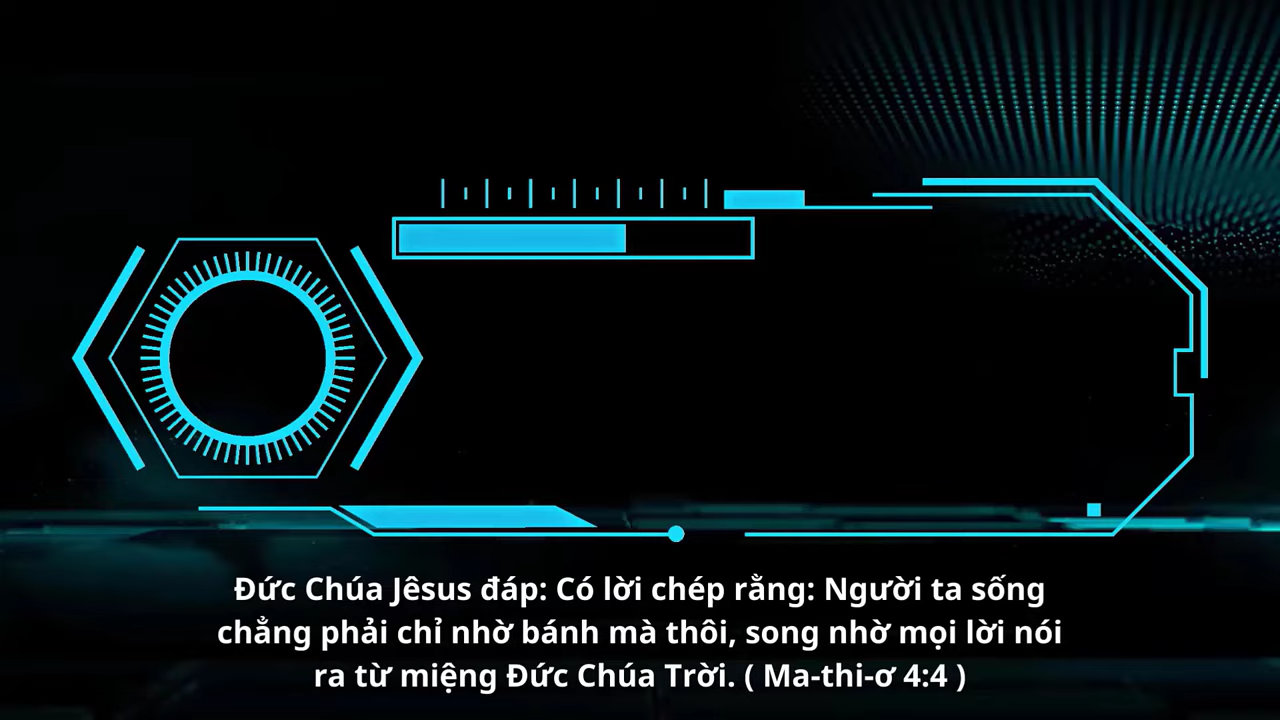 Đức Chúa Jêsus đáp: Có lời chép rằng: Người ta sống
chẳng phải chỉ nhờ bánh mà thôi, song nhờ mọi lời nói
ra từ miệng Đức Chúa Trời. ( Ma-thi-ơ 4:4 )